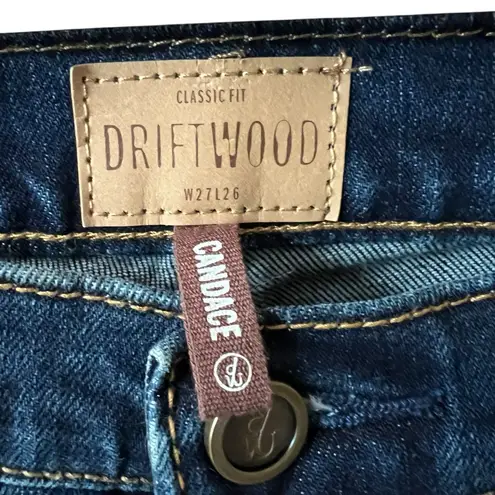 CLASSIC FIT
DRIFTWOOD
W27L26
CANDACE